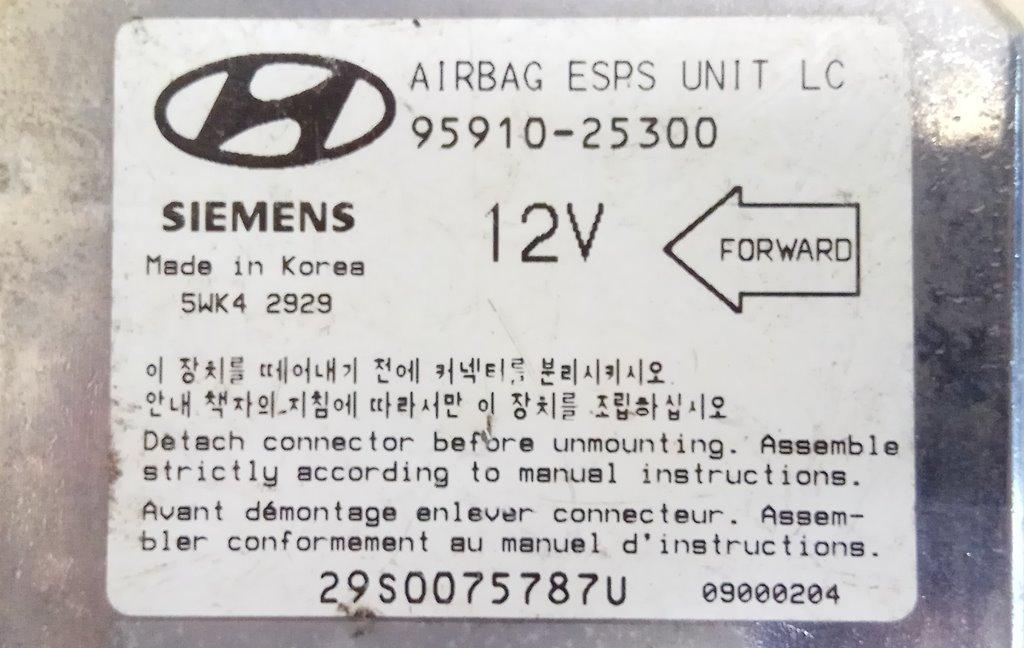 AIRBAG ESPS UNIT LC
95910-25300
SIEMENS
12V
FORWARD
Made in Korea
5WK4 2929
이 장치를 떼어내기 전에 커넥터를 분리시키시오
안내 책자의 지침에 따라서만 이 장치를 조립하십시오
Detach connector before unmounting. Assemble
strictly according to manual instructions.
Avant démontage enlever connecteur. Assem-
bler conformement au manuel d'instructions.
29S0075787U
09000204